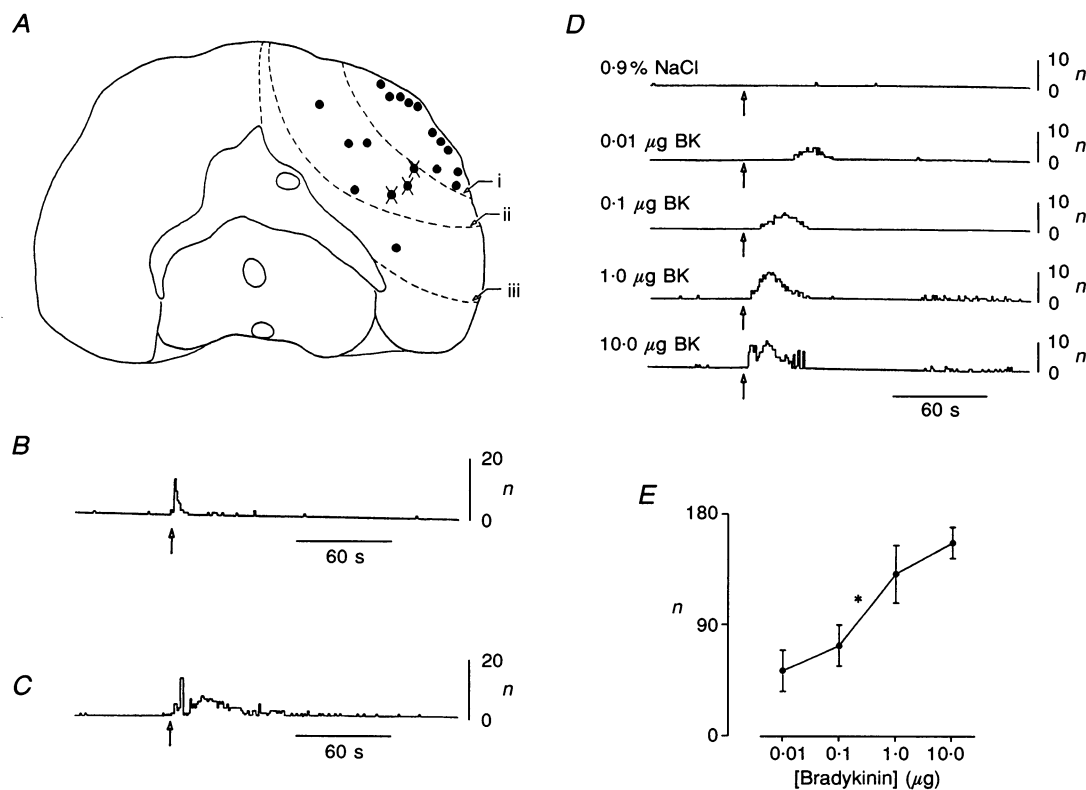 A
i
ii
iii
B
20
n
0
60 s
C
20
n
0
60 s
D
0·9% NaCl
10
n
0
0·01 μg BK
10
n
0
0·1 μg BK
10
n
0
1·0 μg BK
10
n
0
10·0 μg BK
10
n
0
60 s
E
180
n
*
90
0
0·01 0·1 1·0 10·0
[Bradykinin] (μg)